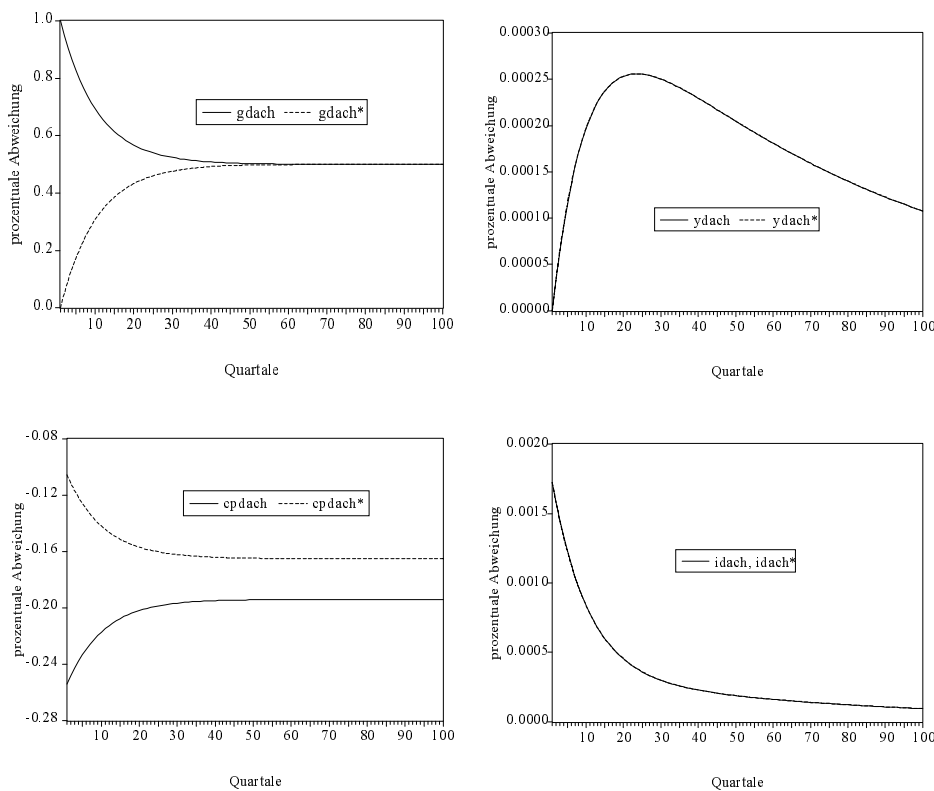 prozentuale Abweichung
1.0
0.8
0.6
0.4
0.2
0.0
gdach gdach*
10 20 30 40 50 60 70 80 90 100
Quartale
prozentuale Abweichung
0.00030
0.00025
0.00020
0.00015
0.00010
0.00005
0.00000
ydach ydach*
10 20 30 40 50 60 70 80 90 100
Quartale
prozentuale Abweichung
-0.08
-0.12
-0.16
-0.20
-0.24
-0.28
cpdach cpdach*
10 20 30 40 50 60 70 80 90 100
Quartale
prozentuale Abweichung
0.0020
0.0015
0.0010
0.0005
0.0000
idach, idach*
10 20 30 40 50 60 70 80 90 100
Quartale